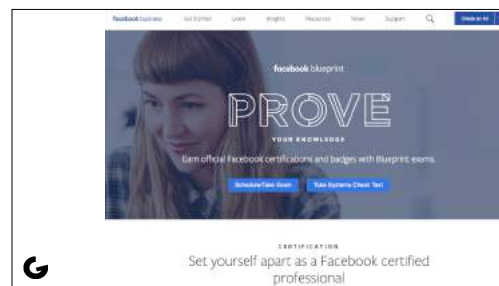 facebook business Get Started Learn Insights Resources News Support Create an Ad
facebook blueprint
PROVE
YOUR KNOWLEDGE
Earn official Facebook certifications and badges with Blueprint exams.
Schedule/Take Exam Take Systems Check Test
CERTIFICATION
Set yourself apart as a Facebook certified
professional
G